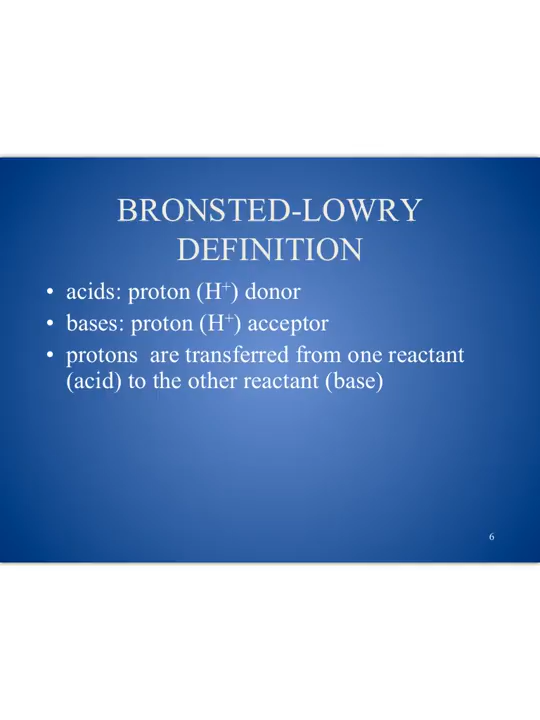 BRONSTED-LOWRY
DEFINITION
• acids: proton (H⁺) donor
• bases: proton (H⁺) acceptor
• protons  are transferred from one reactant
(acid) to the other reactant (base)
6